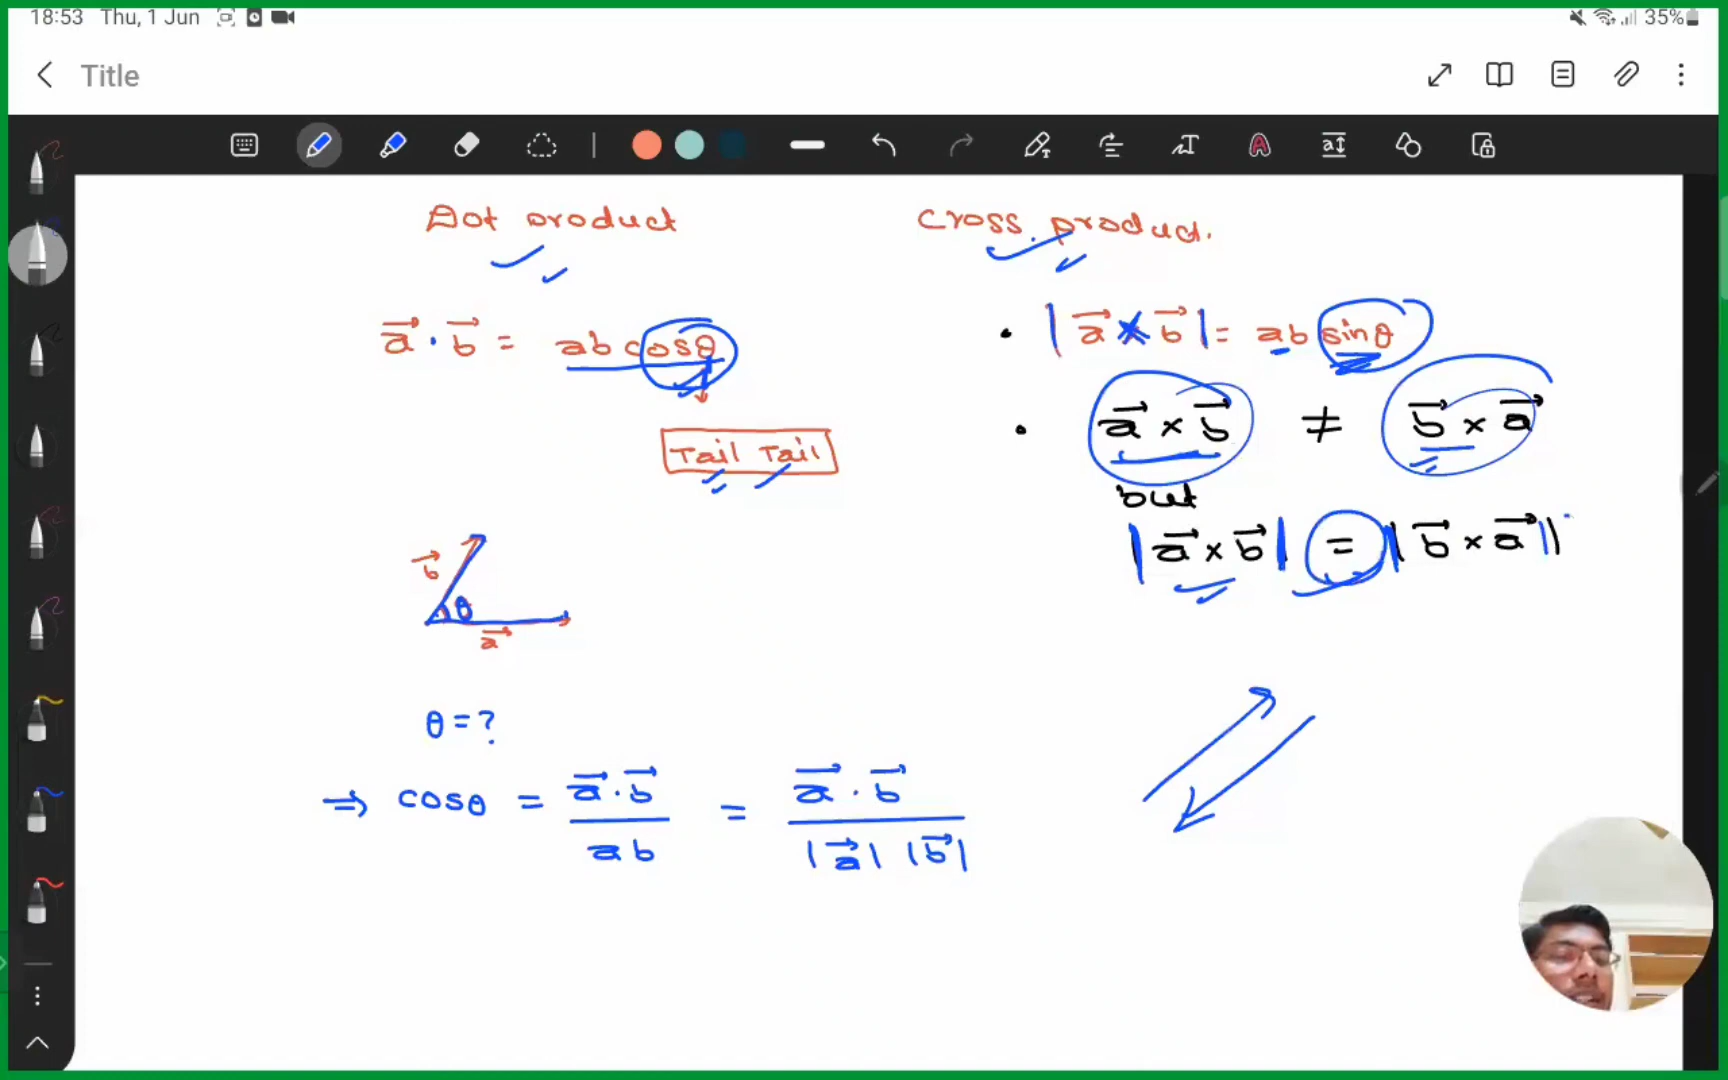 18:53 Thu, 1 Jun 35%
Title
Dot product
Cross product.
a⃗ · b⃗ = ab cosθ
Tail Tail
• |a⃗ × b⃗| = ab sinθ
• a⃗ × b⃗ ≠ b⃗ × a⃗
but
|a⃗ × b⃗| = |b⃗ × a⃗||
b⃗
θ
a⃗
θ = ?
⇒ cosθ = a⃗ · b⃗ / ab = a⃗ · b⃗ / |a⃗| |b⃗|